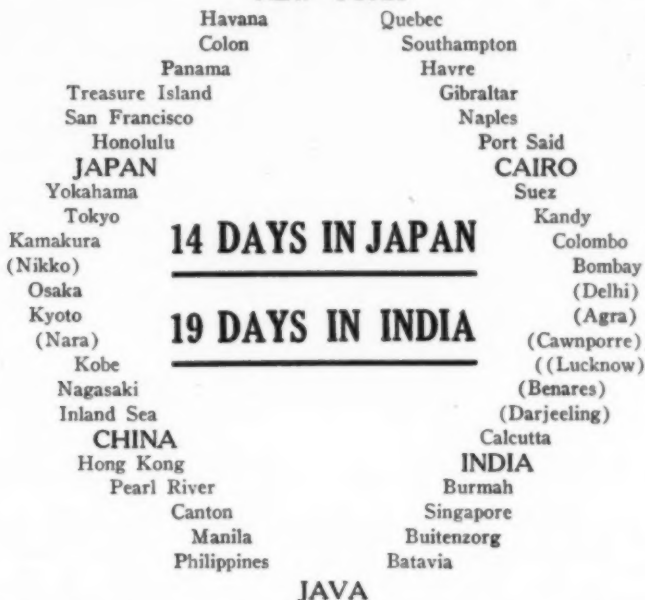 Havana Quebec
Colon Southampton
Panama Havre
Treasure Island Gibraltar
San Francisco Naples
Honolulu Port Said
JAPAN CAIRO
Yokahama Suez
Tokyo Kandy
Kamakura Colombo
(Nikko) Bombay
Osaka (Delhi)
Kyoto (Agra)
(Nara) (Cawnporre)
Kobe ((Lucknow)
Nagasaki (Benares)
Inland Sea (Darjeeling)
CHINA Calcutta
Hong Kong INDIA
Pearl River Burmah
Canton Singapore
Manila Buitenzorg
Philippines Batavia
JAVA
14 DAYS IN JAPAN
19 DAYS IN INDIA